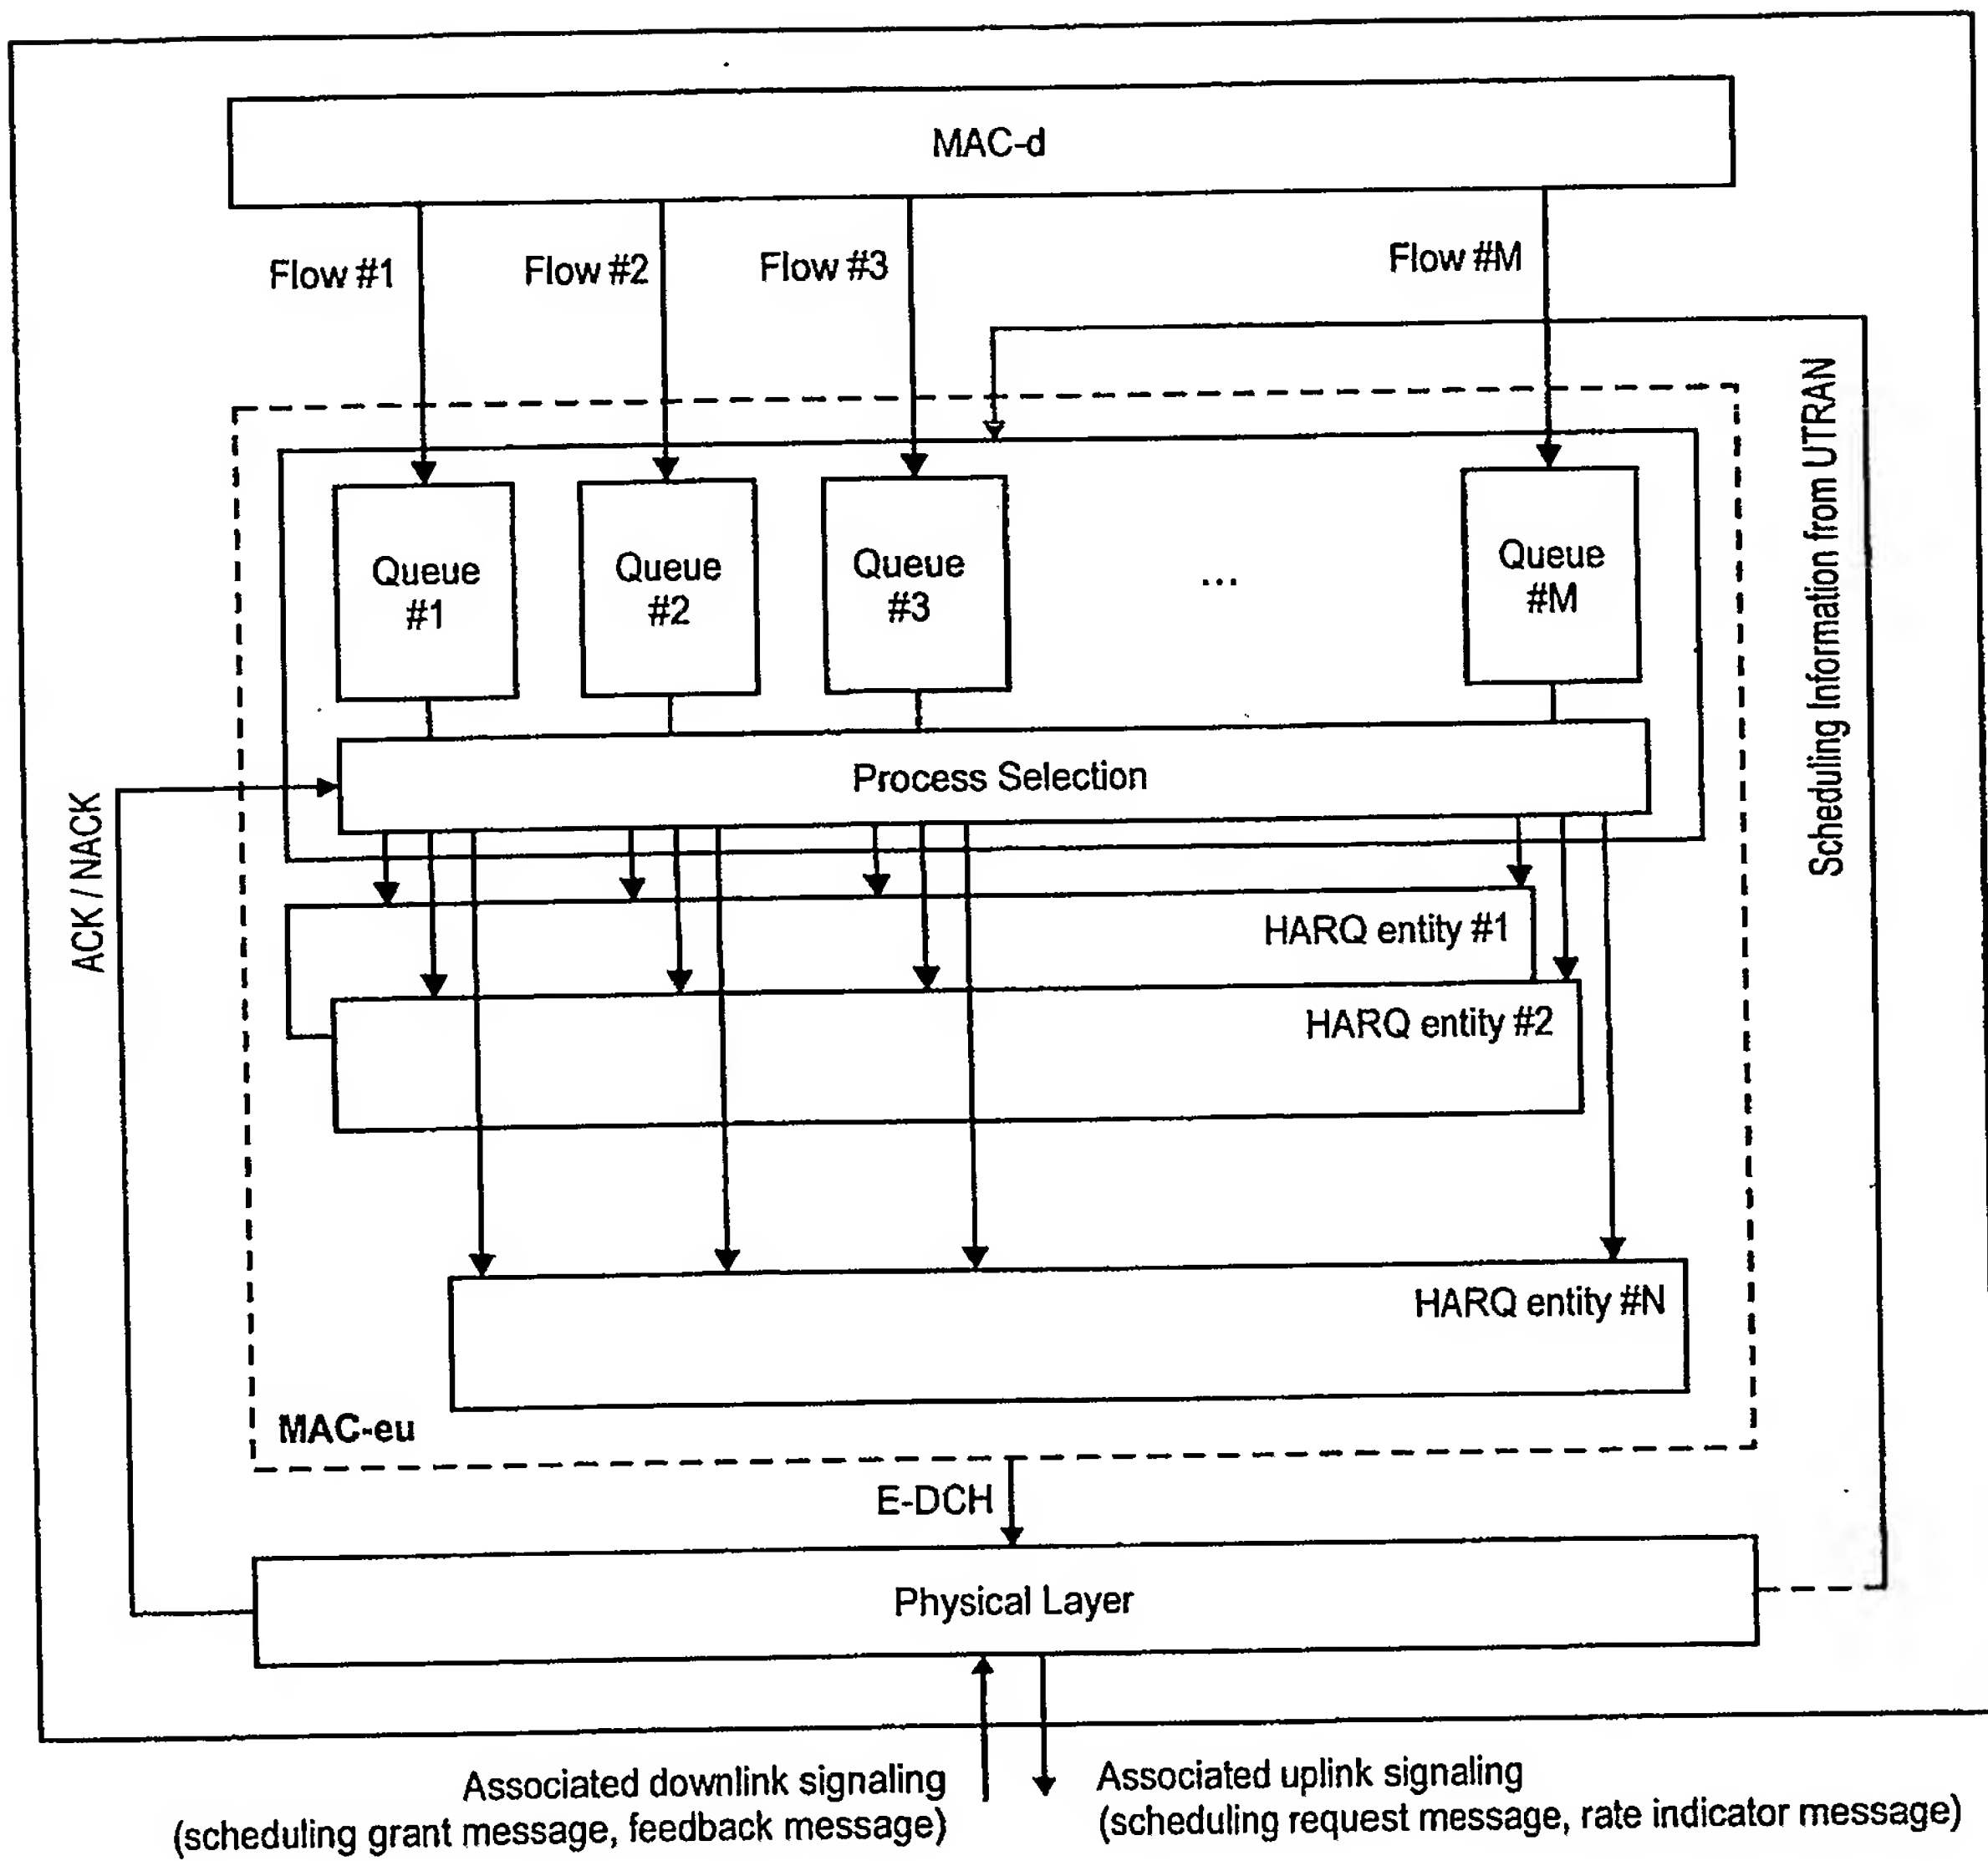 MAC-d
Flow #1
Flow #2
Flow #3
Flow #M
Scheduling Information from UTRAN
Queue
#1
Queue
#2
Queue
#3
...
Queue
#M
Process Selection
ACK / NACK
HARQ entity #1
HARQ entity #2
HARQ entity #N
MAC-eu
E-DCH
Physical Layer
Associated downlink signaling
(scheduling grant message, feedback message)
Associated uplink signaling
(scheduling request message, rate indicator message)